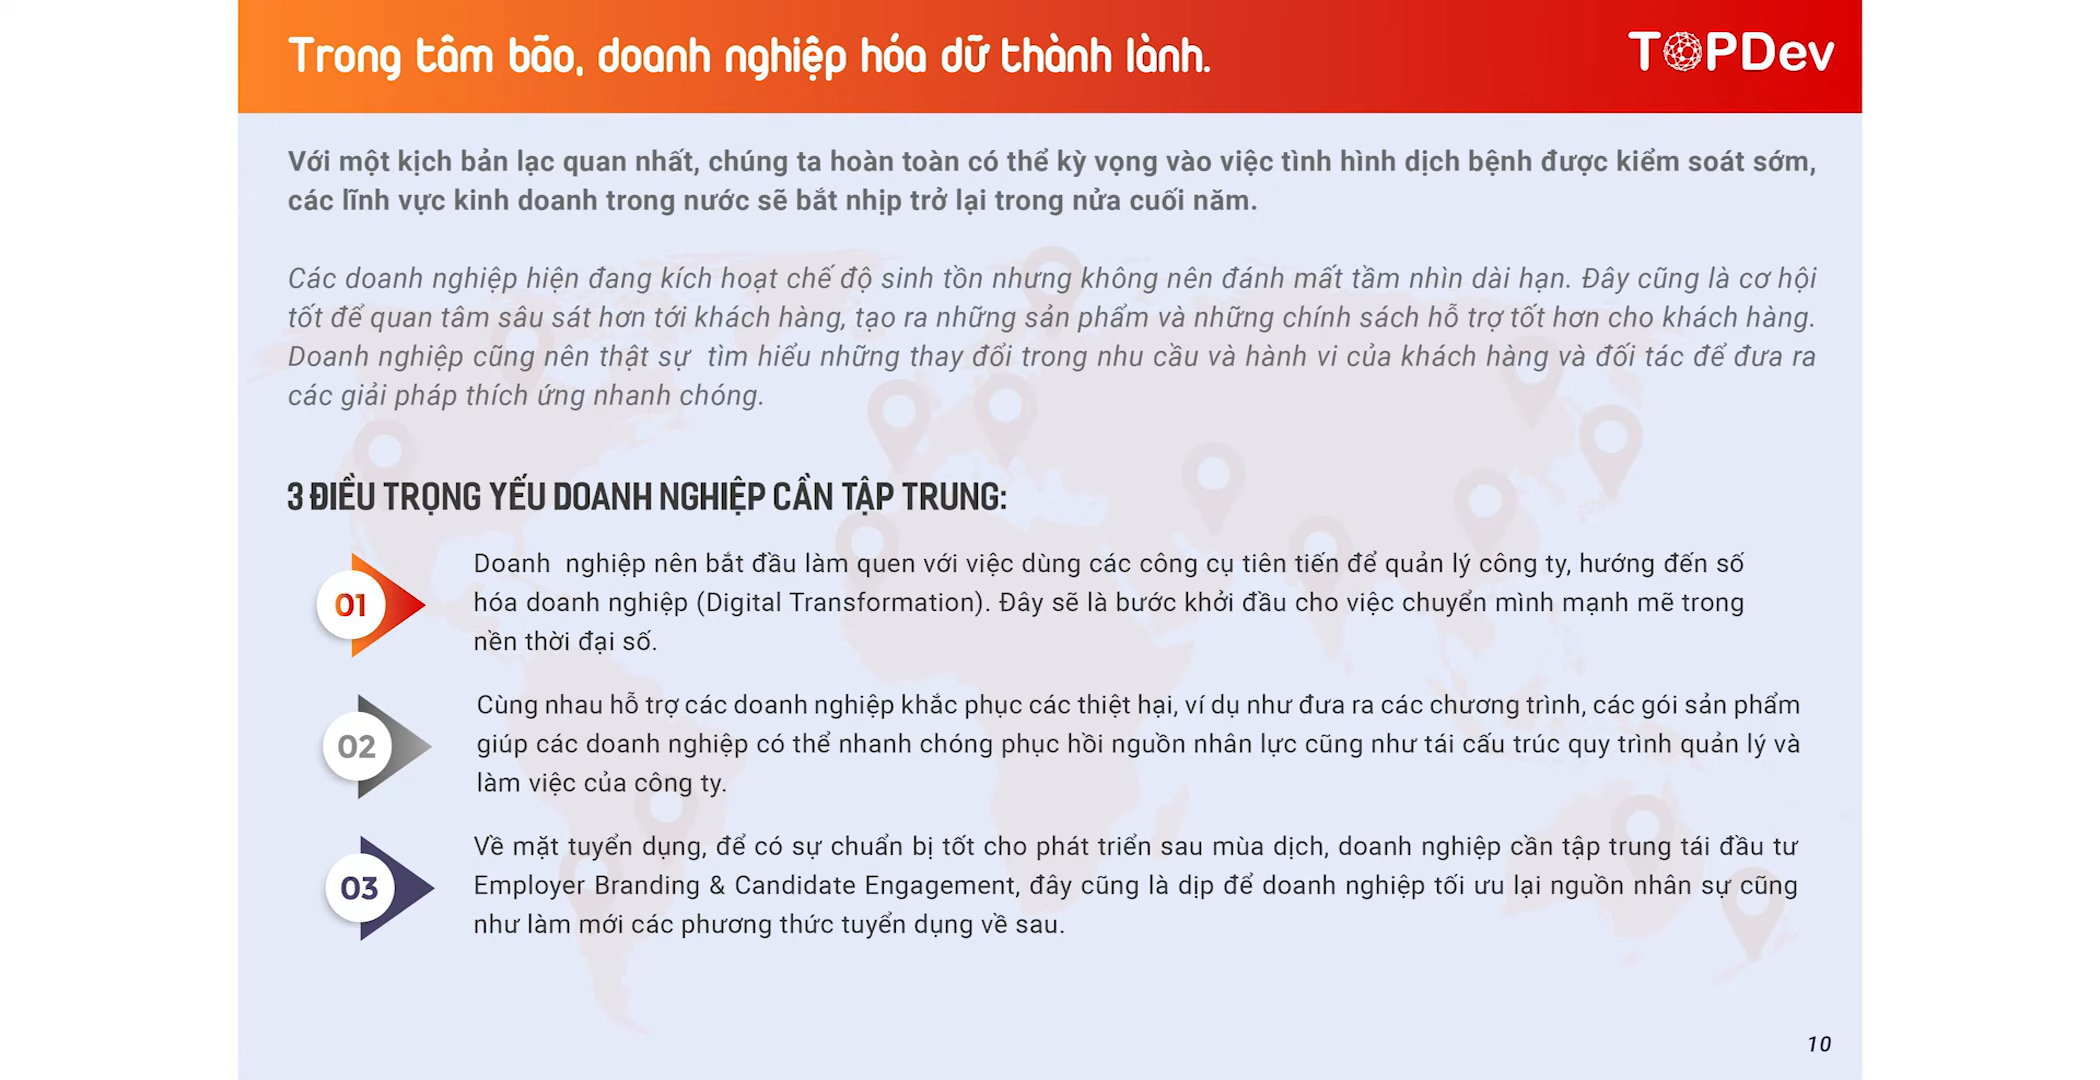 Trong tâm bão, doanh nghiệp hóa dữ thành lành.
TOPDev
Với một kịch bản lạc quan nhất, chúng ta hoàn toàn có thể kỳ vọng vào việc tình hình dịch bệnh được kiểm soát sớm,
các lĩnh vực kinh doanh trong nước sẽ bắt nhịp trở lại trong nửa cuối năm.
Các doanh nghiệp hiện đang kích hoạt chế độ sinh tồn nhưng không nên đánh mất tầm nhìn dài hạn. Đây cũng là cơ hội
tốt để quan tâm sâu sát hơn tới khách hàng, tạo ra những sản phẩm và những chính sách hỗ trợ tốt hơn cho khách hàng.
Doanh nghiệp cũng nên thật sự tìm hiểu những thay đổi trong nhu cầu và hành vi của khách hàng và đối tác để đưa ra
các giải pháp thích ứng nhanh chóng.
3 ĐIỀU TRỌNG YẾU DOANH NGHIỆP CẦN TẬP TRUNG:
01
Doanh nghiệp nên bắt đầu làm quen với việc dùng các công cụ tiên tiến để quản lý công ty, hướng đến số
hóa doanh nghiệp (Digital Transformation). Đây sẽ là bước khởi đầu cho việc chuyển mình mạnh mẽ trong
nền thời đại số.
02
Cùng nhau hỗ trợ các doanh nghiệp khắc phục các thiệt hại, ví dụ như đưa ra các chương trình, các gói sản phẩm
giúp các doanh nghiệp có thể nhanh chóng phục hồi nguồn nhân lực cũng như tái cấu trúc quy trình quản lý và
làm việc của công ty.
03
Về mặt tuyển dụng, để có sự chuẩn bị tốt cho phát triển sau mùa dịch, doanh nghiệp cần tập trung tái đầu tư
Employer Branding & Candidate Engagement, đây cũng là dịp để doanh nghiệp tối ưu lại nguồn nhân sự cũng
như làm mới các phương thức tuyển dụng về sau.
10